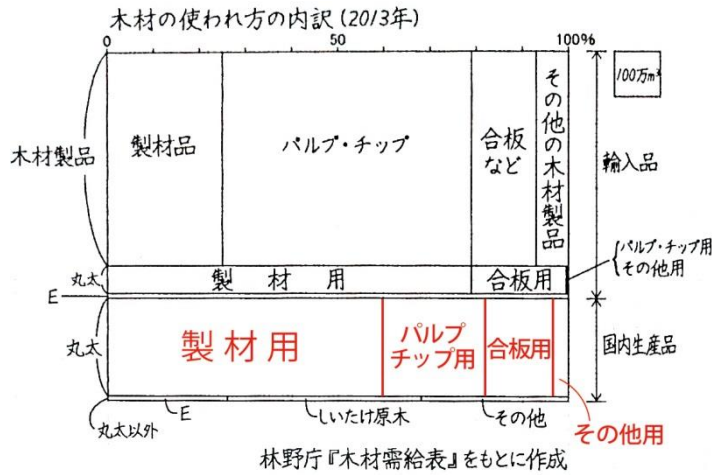 木材の使われ方の内訳(2013年)
0 50 100%
100万m³
木材製品
製材品
パルプ・チップ
合板
など
その他の木材製品
輸入品
丸太
製材用
合板用
パルプ・チップ用
その他用
E
丸太
製材用
パルプ
チップ用
合板用
国内生産品
丸太以外
E
しいたけ原木
その他
その他用
林野庁『木材需給表』をもとに作成